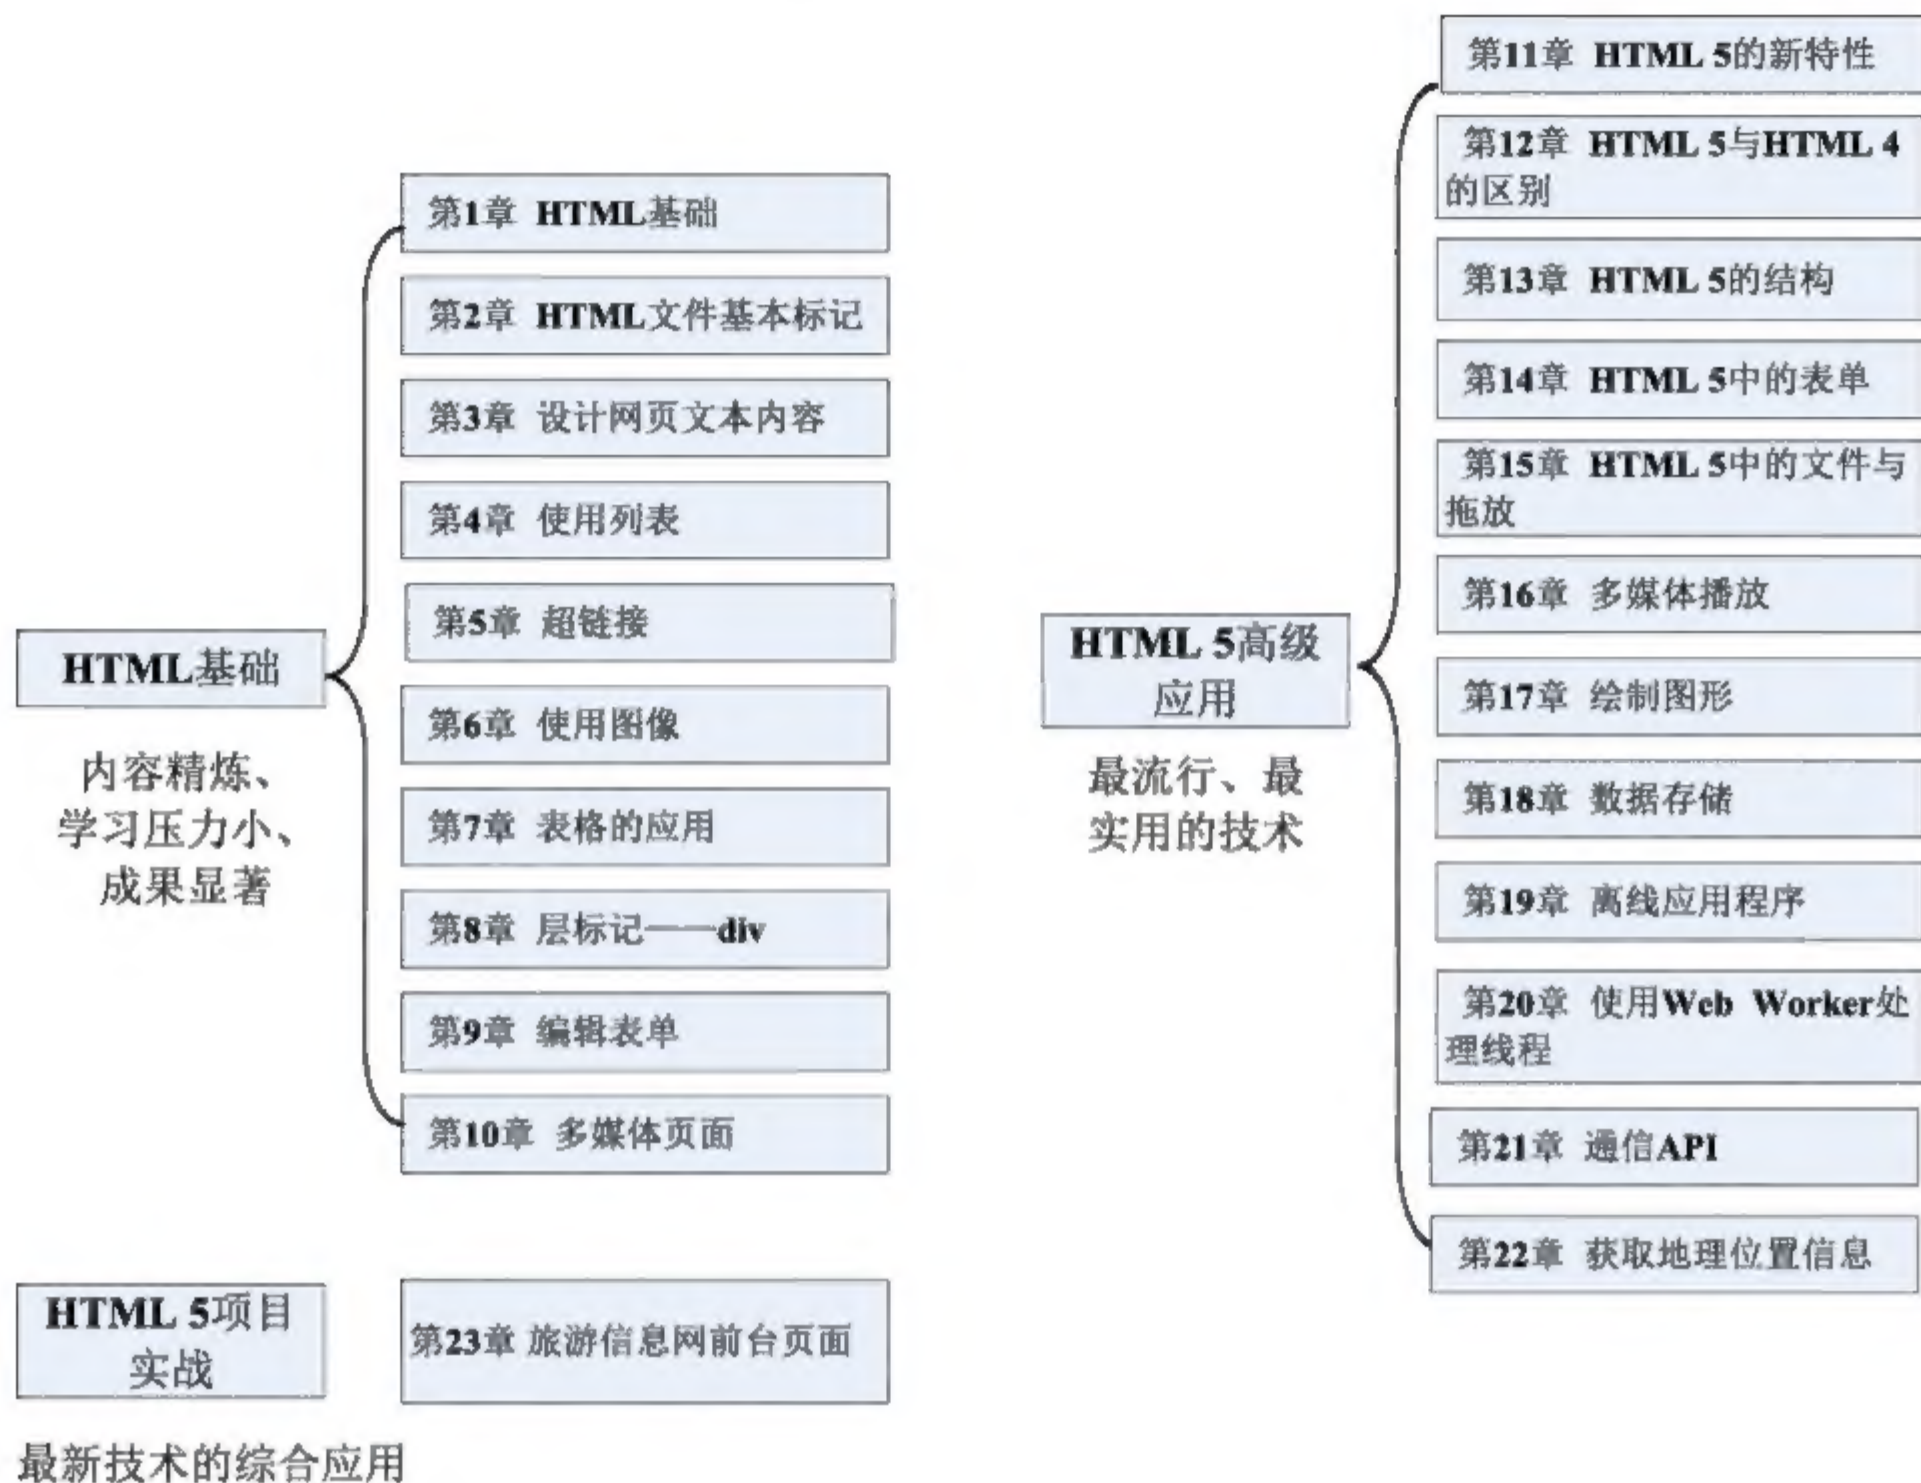 HTML基础
内容精炼、
学习压力小、
成果显著
第1章 HTML基础
第2章 HTML文件基本标记
第3章 设计网页文本内容
第4章 使用列表
第5章 超链接
第6章 使用图像
第7章 表格的应用
第8章 层标记——div
第9章 编辑表单
第10章 多媒体页面
HTML 5高级
应用
最流行、最
实用的技术
第11章 HTML 5的新特性
第12章 HTML 5与HTML 4
的区别
第13章 HTML 5的结构
第14章 HTML 5中的表单
第15章 HTML 5中的文件与
拖放
第16章 多媒体播放
第17章 绘制图形
第18章 数据存储
第19章 离线应用程序
第20章 使用Web Worker处
理线程
第21章 通信API
第22章 获取地理位置信息
HTML 5项目
实战
最新技术的综合应用
第23章 旅游信息网前台页面